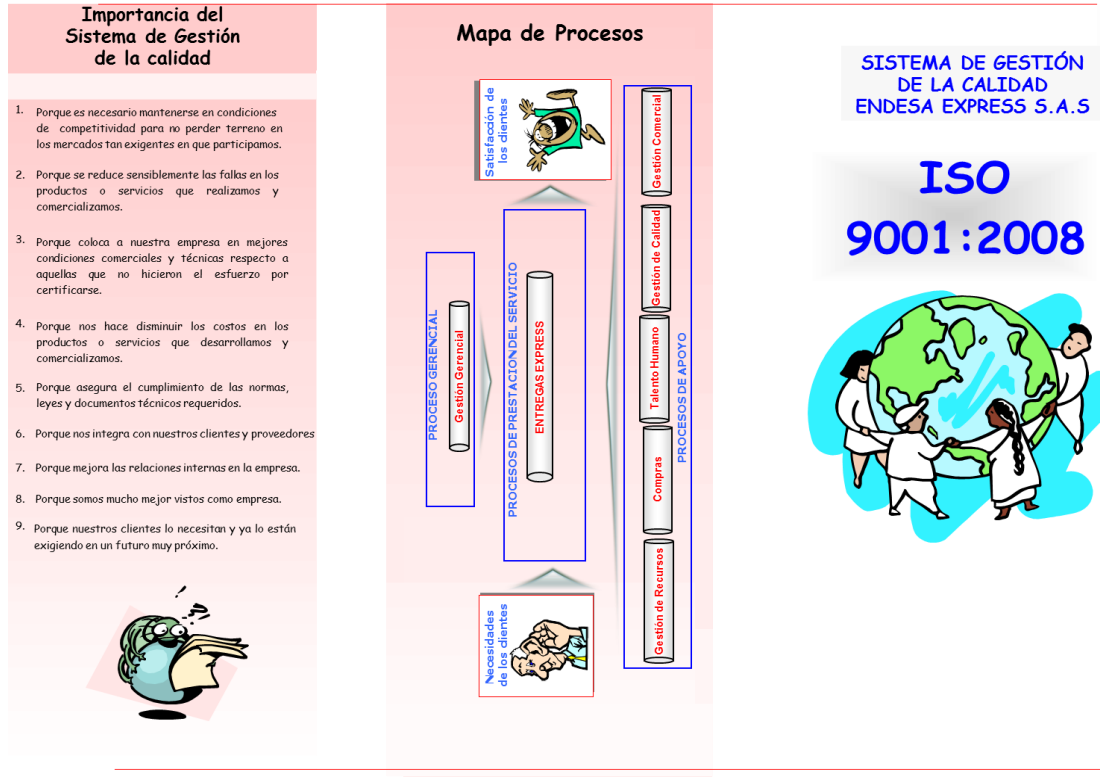 Importancia del
Sistema de Gestión
de la calidad
1. Porque es necesario mantenerse en condiciones
de competitividad para no perder terreno en
los mercados tan exigentes en que participamos.
2. Porque se reduce sensiblemente las fallas en los
productos o servicios que realizamos y
comercializamos.
3. Porque coloca a nuestra empresa en mejores
condiciones comerciales y técnicas respecto a
aquellas que no hicieron el esfuerzo por
certificarse.
4. Porque nos hace disminuir los costos en los
productos o servicios que desarrollamos y
comercializamos.
5. Porque asegura el cumplimiento de las normas,
leyes y documentos técnicos requeridos.
6. Porque nos integra con nuestros clientes y proveedores
7. Porque mejora las relaciones internas en la empresa.
8. Porque somos mucho mejor vistos como empresa.
9. Porque nuestros clientes lo necesitan y ya lo están
exigiendo en un futuro muy próximo.
Mapa de Procesos
Satisfacción de
los clientes
PROCESO GERENCIAL
Gestión Gerencial
PROCESOS DE PRESTACION DEL SERVICIO
ENTREGAS EXPRESS
Gestión Comercial
Gestión de Calidad
Talento Humano
Compras
Gestión de Recursos
PROCESOS DE APOYO
Necesidades
de los clientes
SISTEMA DE GESTIÓN
DE LA CALIDAD
ENDESA EXPRESS S.A.S
ISO
9001:2008